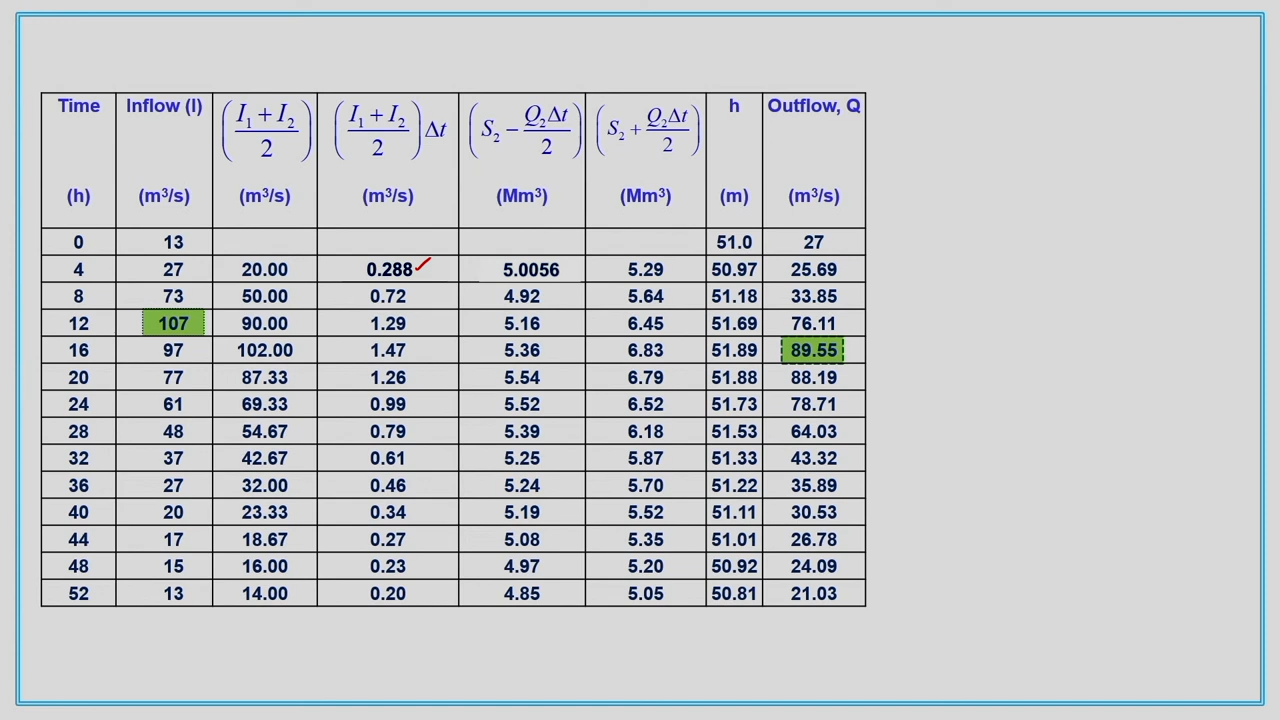 Time Inflow (I) (I₁ + I₂ / 2) (I₁ + I₂ / 2) Δt (S₂ − Q₂Δt / 2) (S₂ + Q₂Δt / 2) h Outflow, Q
(h) (m³/s) (m³/s) (m³/s) (Mm³) (Mm³) (m) (m³/s)
0 13 51.0 27
4 27 20.00 0.288 5.0056 5.29 50.97 25.69
8 73 50.00 0.72 4.92 5.64 51.18 33.85
12 107 90.00 1.29 5.16 6.45 51.69 76.11
16 97 102.00 1.47 5.36 6.83 51.89 89.55
20 77 87.33 1.26 5.54 6.79 51.88 88.19
24 61 69.33 0.99 5.52 6.52 51.73 78.71
28 48 54.67 0.79 5.39 6.18 51.53 64.03
32 37 42.67 0.61 5.25 5.87 51.33 43.32
36 27 32.00 0.46 5.24 5.70 51.22 35.89
40 20 23.33 0.34 5.19 5.52 51.11 30.53
44 17 18.67 0.27 5.08 5.35 51.01 26.78
48 15 16.00 0.23 4.97 5.20 50.92 24.09
52 13 14.00 0.20 4.85 5.05 50.81 21.03